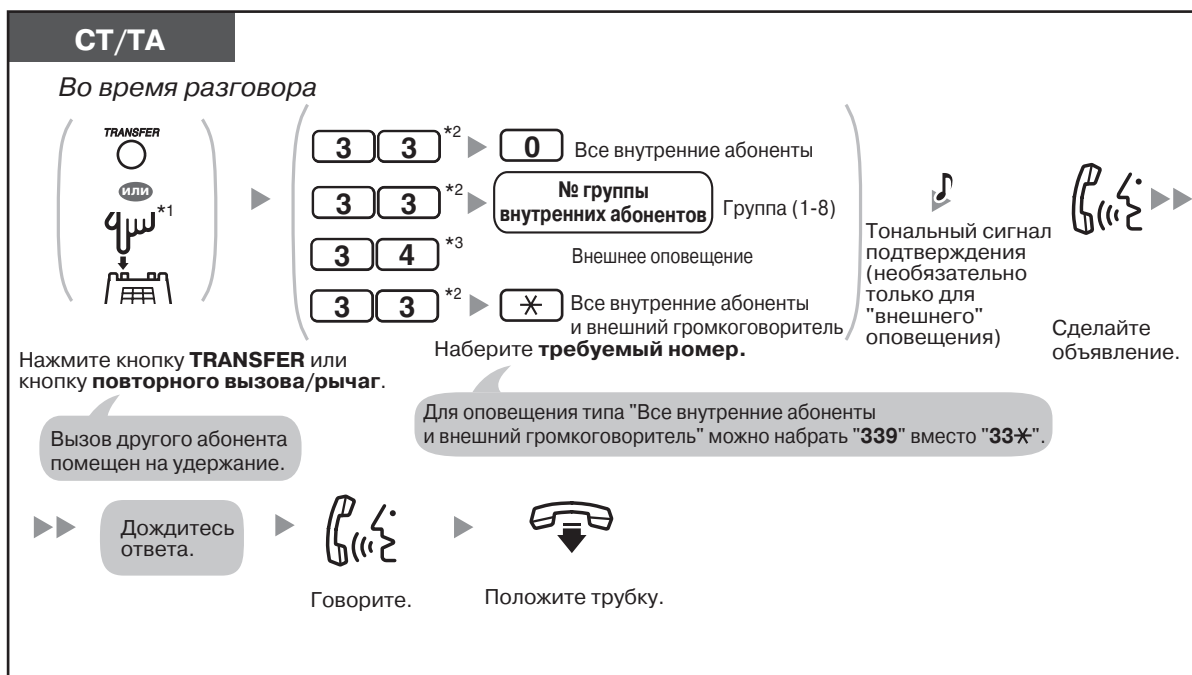 СТ/ТА
Во время разговора
TRANSFER
или
*1
3 3 *2 0 Все внутренние абоненты
3 3 *2 № группы
внутренних абонентов Группа (1-8)
3 4 *3 Внешнее оповещение
3 3 *2 ✳ Все внутренние абоненты
и внешний громкоговоритель
Нажмите кнопку TRANSFER или
кнопку повторного вызова/рычаг.
Вызов другого абонента
помещен на удержание.
Наберите требуемый номер.
Для оповещения типа "Все внутренние абоненты
и внешний громкоговоритель" можно набрать "339" вместо "33✳".
Тональный сигнал
подтверждения
(необязательно
только для
"внешнего"
оповещения)
Сделайте
объявление.
Дождитесь
ответа.
Говорите.
Положите трубку.